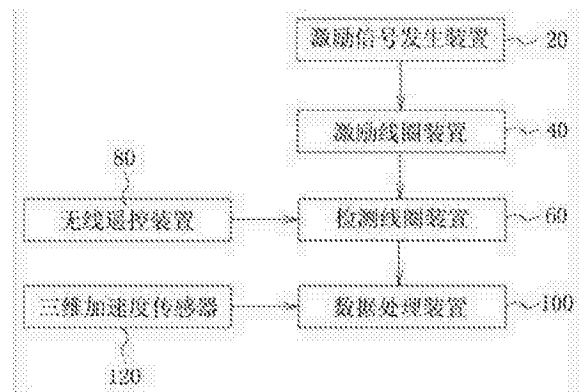 激励信号发生装置 20
激励线圈装置 40
80
无线遥控装置
检测线圈装置 60
三维加速度传感器
数据处理装置 100
120